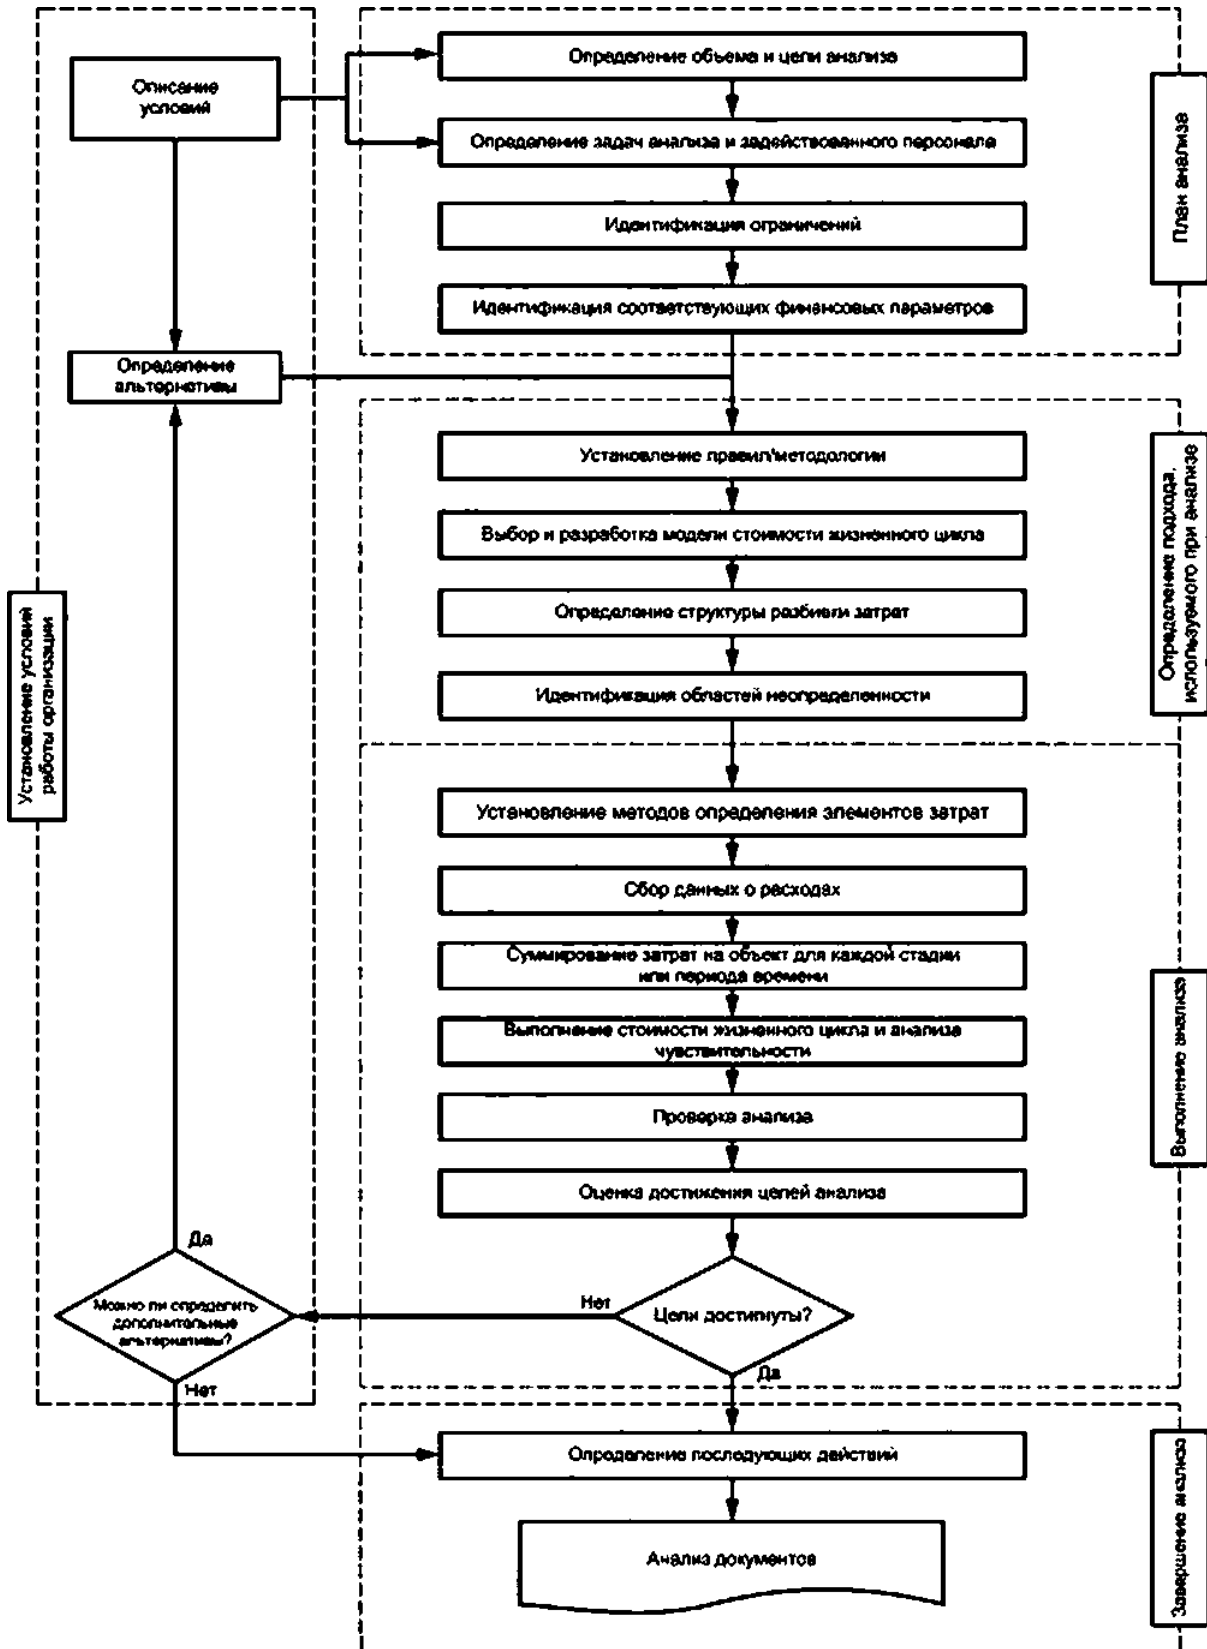 Описание
условий
Определение объема и цели анализа
Определение задач анализа и задействованного персонала
Идентификация ограничений
Идентификация соответствующих финансовых параметров
План анализа
Определение
альтернативы
Установление правил/методологии
Выбор и разработка модели стоимости жизненного цикла
Определение структуры разбивки затрат
Идентификация областей неопределенности
Определение подхода,
используемого при анализе
Установление условий
работы организации
Установление методов определения элементов затрат
Сбор данных о расходах
Суммирование затрат на объект для каждой стадии
или периода времени
Выполнение стоимости жизненного цикла и анализа
чувствительности
Проверка анализа
Оценка достижения целей анализа
Выполнение анализа
Да
Можно ли определить
дополнительные
альтернативы?
Нет
Нет
Цели достигнуты?
Да
Определение последующих действий
Анализ документов
Завершение анализа